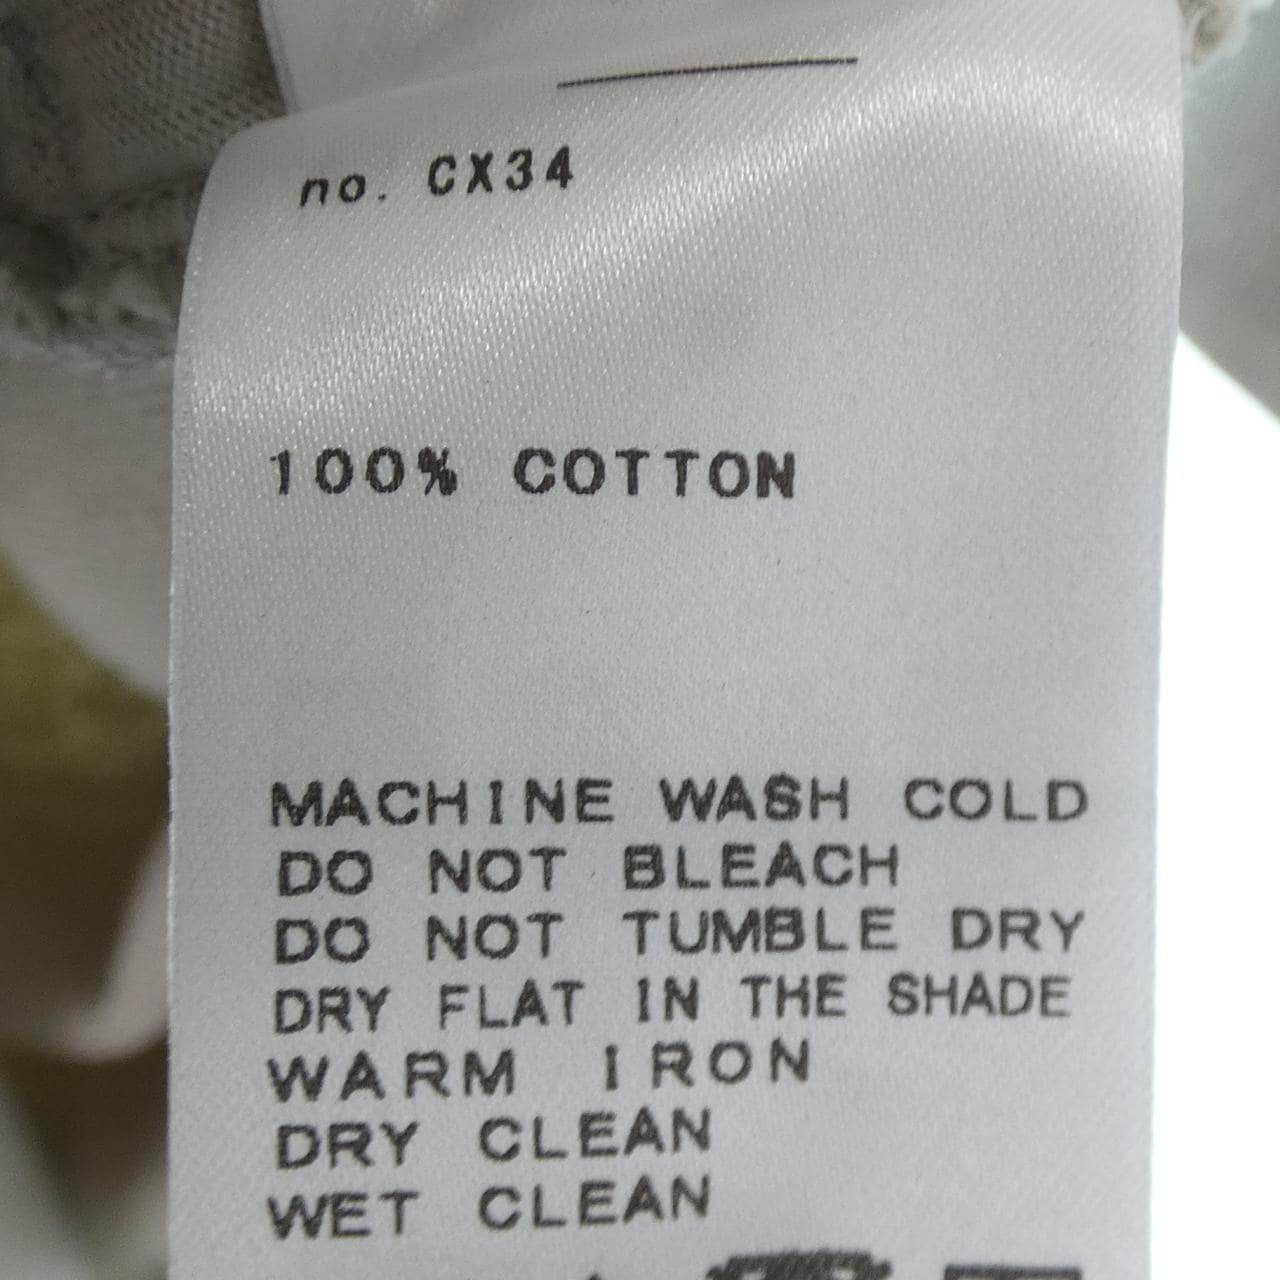 no. CX34
100% COTTON
MACHINE WASH COLD
DO NOT BLEACH
DO NOT TUMBLE DRY
DRY FLAT IN THE SHADE
WARM IRON
DRY CLEAN
WET CLEAN